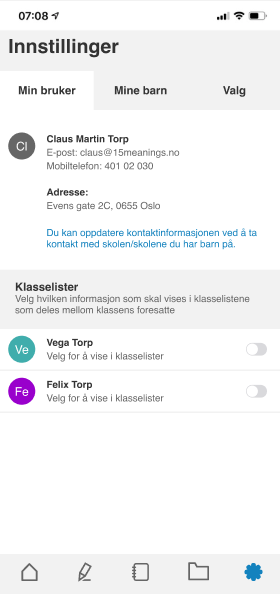 07:08
Innstillinger
Min bruker Mine barn Valg
Cl
Claus Martin Torp
E-post: claus@15meanings.no
Mobiltelefon: 401 02 030
Adresse:
Evens gate 2C, 0655 Oslo
Du kan oppdatere kontaktinformasjonen ved å ta
kontakt med skolen/skolene du har barn på.
Klasselister
Velg hvilken informasjon som skal vises i klasselistene
som deles mellom klassens foresatte
Ve
Vega Torp
Velg for å vise i klasselister
Fe
Felix Torp
Velg for å vise i klasselister